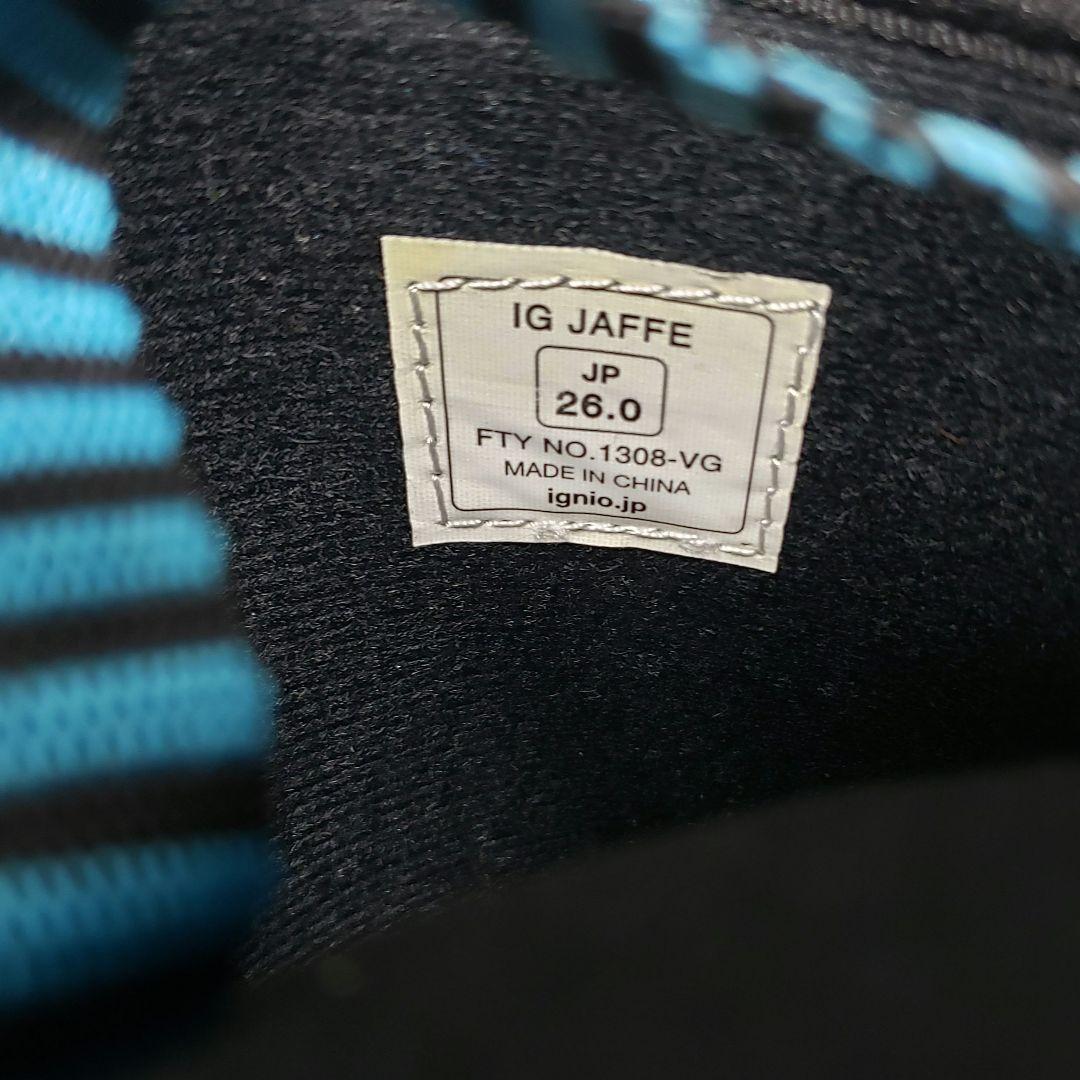 IG JAFFE
JP
26.0
FTY NO.1308-VG
MADE IN CHINA
ignio.jp